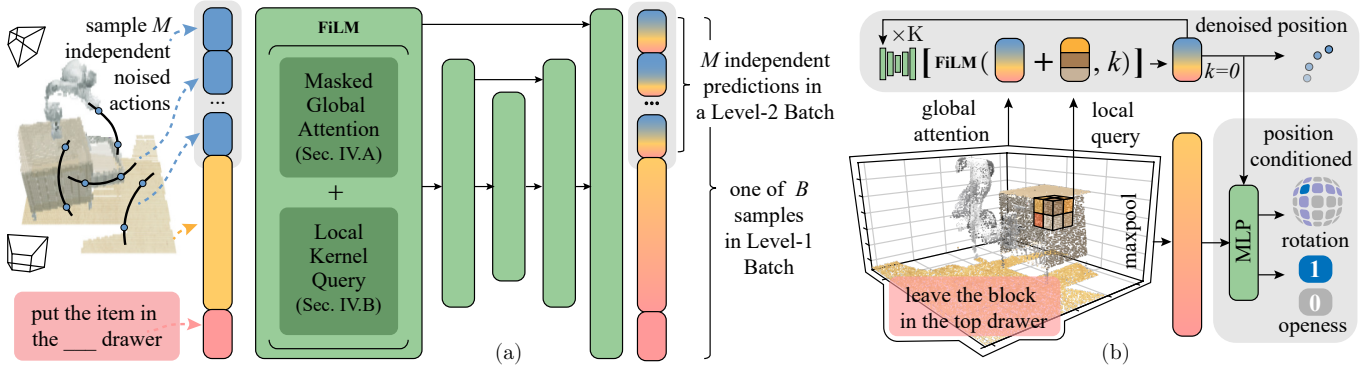 sample M
independent
noised
actions
...
put the item in
the ___ drawer
FiLM
Masked
Global
Attention
(Sec. IV.A)
+
Local
Kernel
Query
(Sec. IV.B)
(a)
...
M independent
predictions in
a Level-2 Batch
one of B
samples
in Level-1
Batch
×K
[ FiLM ( + , k) ]
k=0
denoised position
global
attention
local
query
maxpool
leave the block
in the top drawer
(b)
position
conditioned
MLP
rotation
1
0
openess